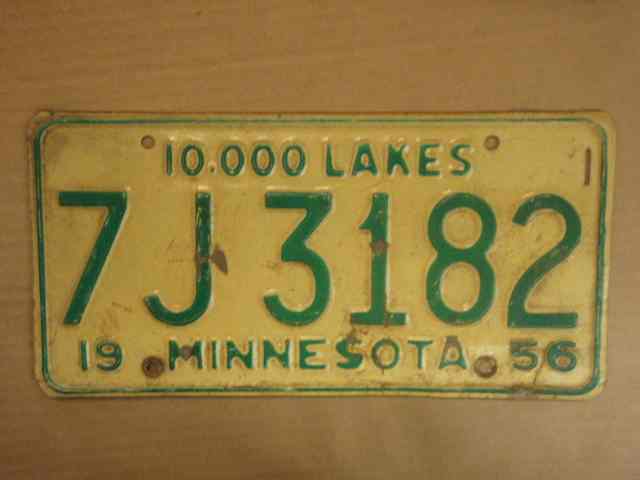 10.000 LAKES
7J 3182
19 MINNESOTA 56